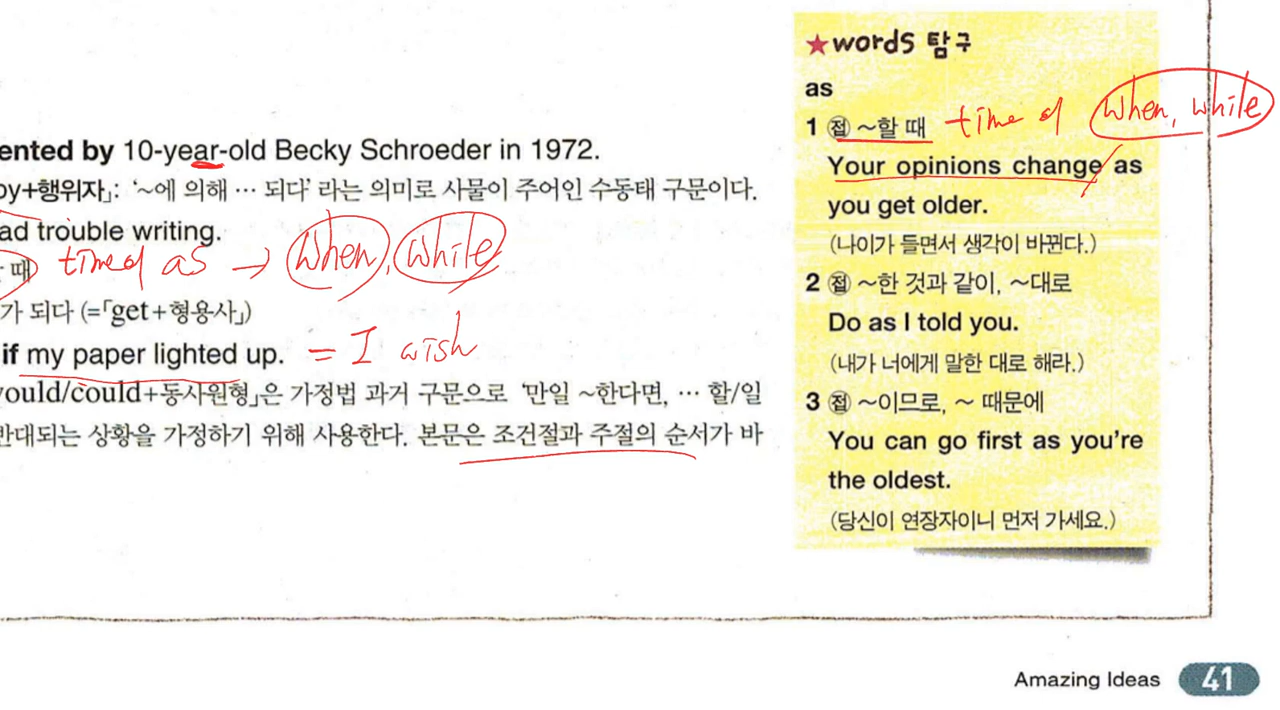 ented by 10-year-old Becky Schroeder in 1972.
by+행위자」: '~에 의해 … 되다' 라는 의미로 사물이 주어인 수동태 구문이다.
ad trouble writing.
때 time of as → when, while
가 되다 (=「get+형용사」)
if my paper lighted up. = I wish
would/could+동사원형」은 가정법 과거 구문으로 '만일 ~한다면, … 할/일
반대되는 상황을 가정하기 위해 사용한다. 본문은 조건절과 주절의 순서가 바
★words 탐구
as
1 접 ~할 때 time of when, while
Your opinions change as
you get older.
(나이가 들면서 생각이 바뀐다.)
2 접 ~한 것과 같이, ~대로
Do as I told you.
(내가 너에게 말한 대로 해라.)
3 접 ~이므로, ~ 때문에
You can go first as you're
the oldest.
(당신이 연장자이니 먼저 가세요.)
Amazing Ideas 41